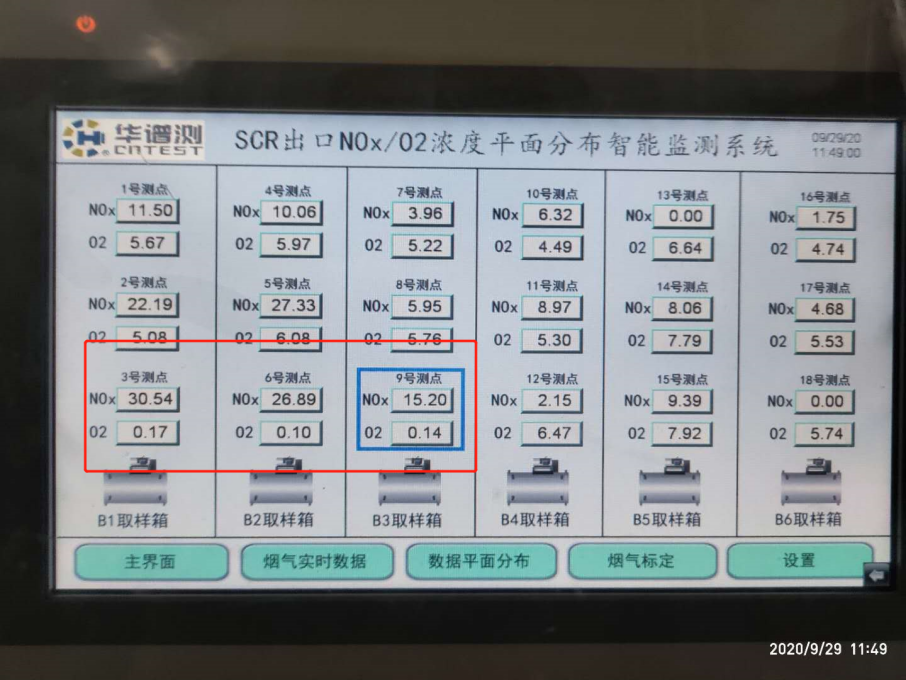 华谱测
CNTEST
SCR出口NOx/O2浓度平面分布智能监测系统
09/29/20
11:49:00
1号测点
NOx 11.50
O2 5.67
4号测点
NOx 10.06
O2 5.97
7号测点
NOx 3.96
O2 5.22
10号测点
NOx 6.32
O2 4.49
13号测点
NOx 0.00
O2 6.64
16号测点
NOx 1.75
O2 4.74
2号测点
NOx 22.19
O2 5.08
5号测点
NOx 27.33
O2 6.08
8号测点
NOx 5.95
O2 5.76
11号测点
NOx 8.97
O2 5.30
14号测点
NOx 8.06
O2 7.79
17号测点
NOx 4.68
O2 5.53
3号测点
NOx 30.54
O2 0.17
6号测点
NOx 26.89
O2 0.10
9号测点
NOx 15.20
O2 0.14
12号测点
NOx 2.15
O2 6.47
15号测点
NOx 9.39
O2 7.92
18号测点
NOx 0.00
O2 5.74
B1取样箱
B2取样箱
B3取样箱
B4取样箱
B5取样箱
B6取样箱
主界面
烟气实时数据
数据平面分布
烟气标定
设置
2020/9/29 11:49